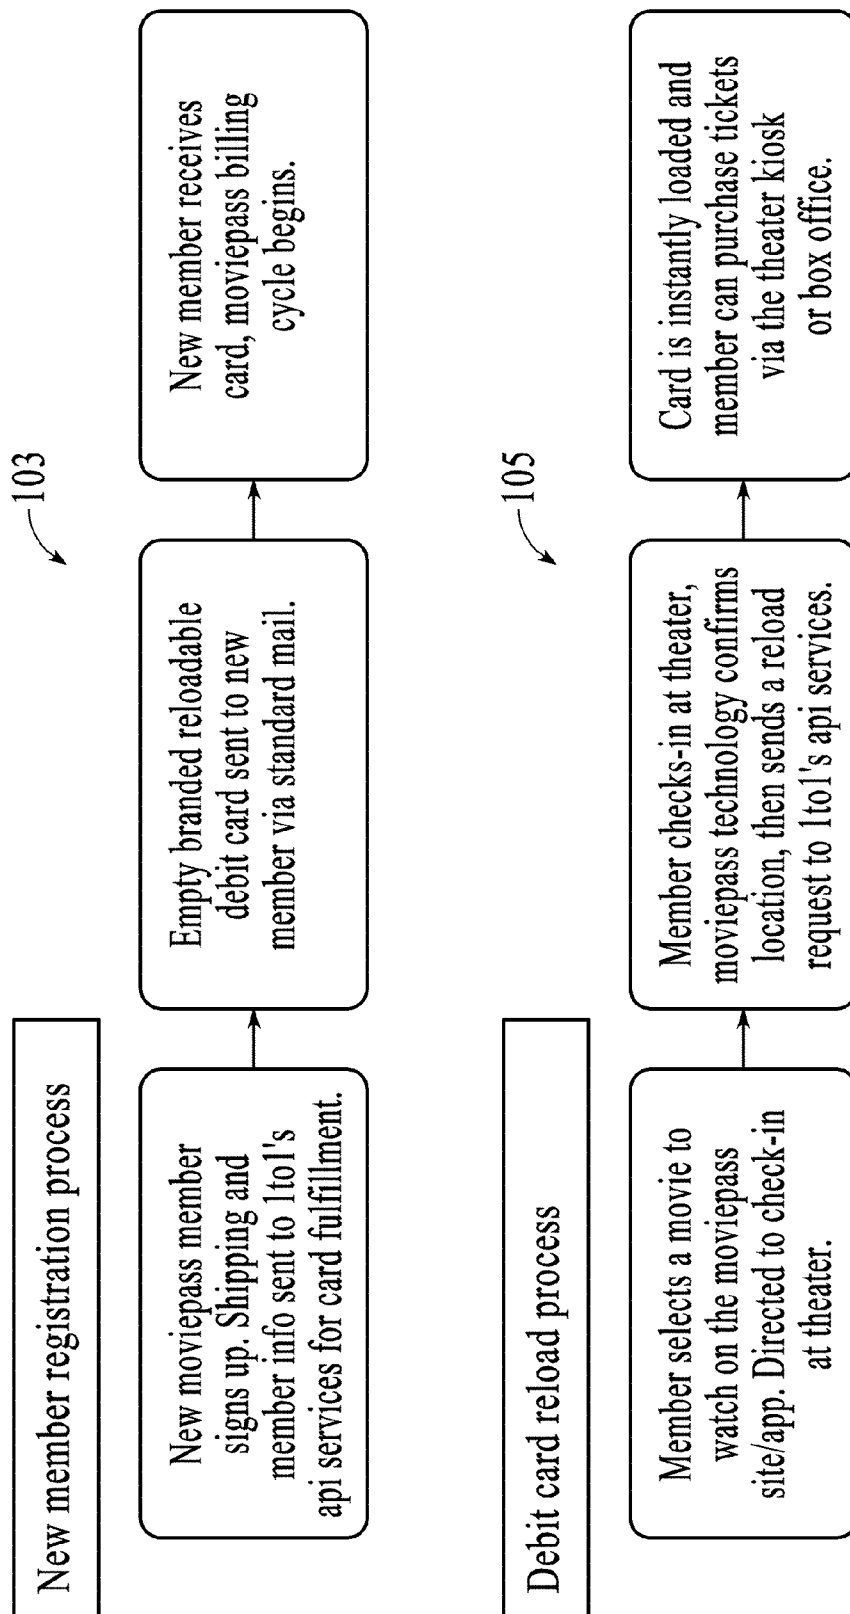 New member registration process
103
New moviepass member
signs up. Shipping and
member info sent to 1to1's
api services for card fulfillment.
Empty branded reloadable
debit card sent to new
member via standard mail.
New member receives
card, moviepass billing
cycle begins.
Debit card reload process
105
Member selects a movie to
watch on the moviepass
site/app. Directed to check-in
at theater.
Member checks-in at theater,
moviepass technology confirms
location, then sends a reload
request to 1to1's api services.
Card is instantly loaded and
member can purchase tickets
via the theater kiosk
or box office.